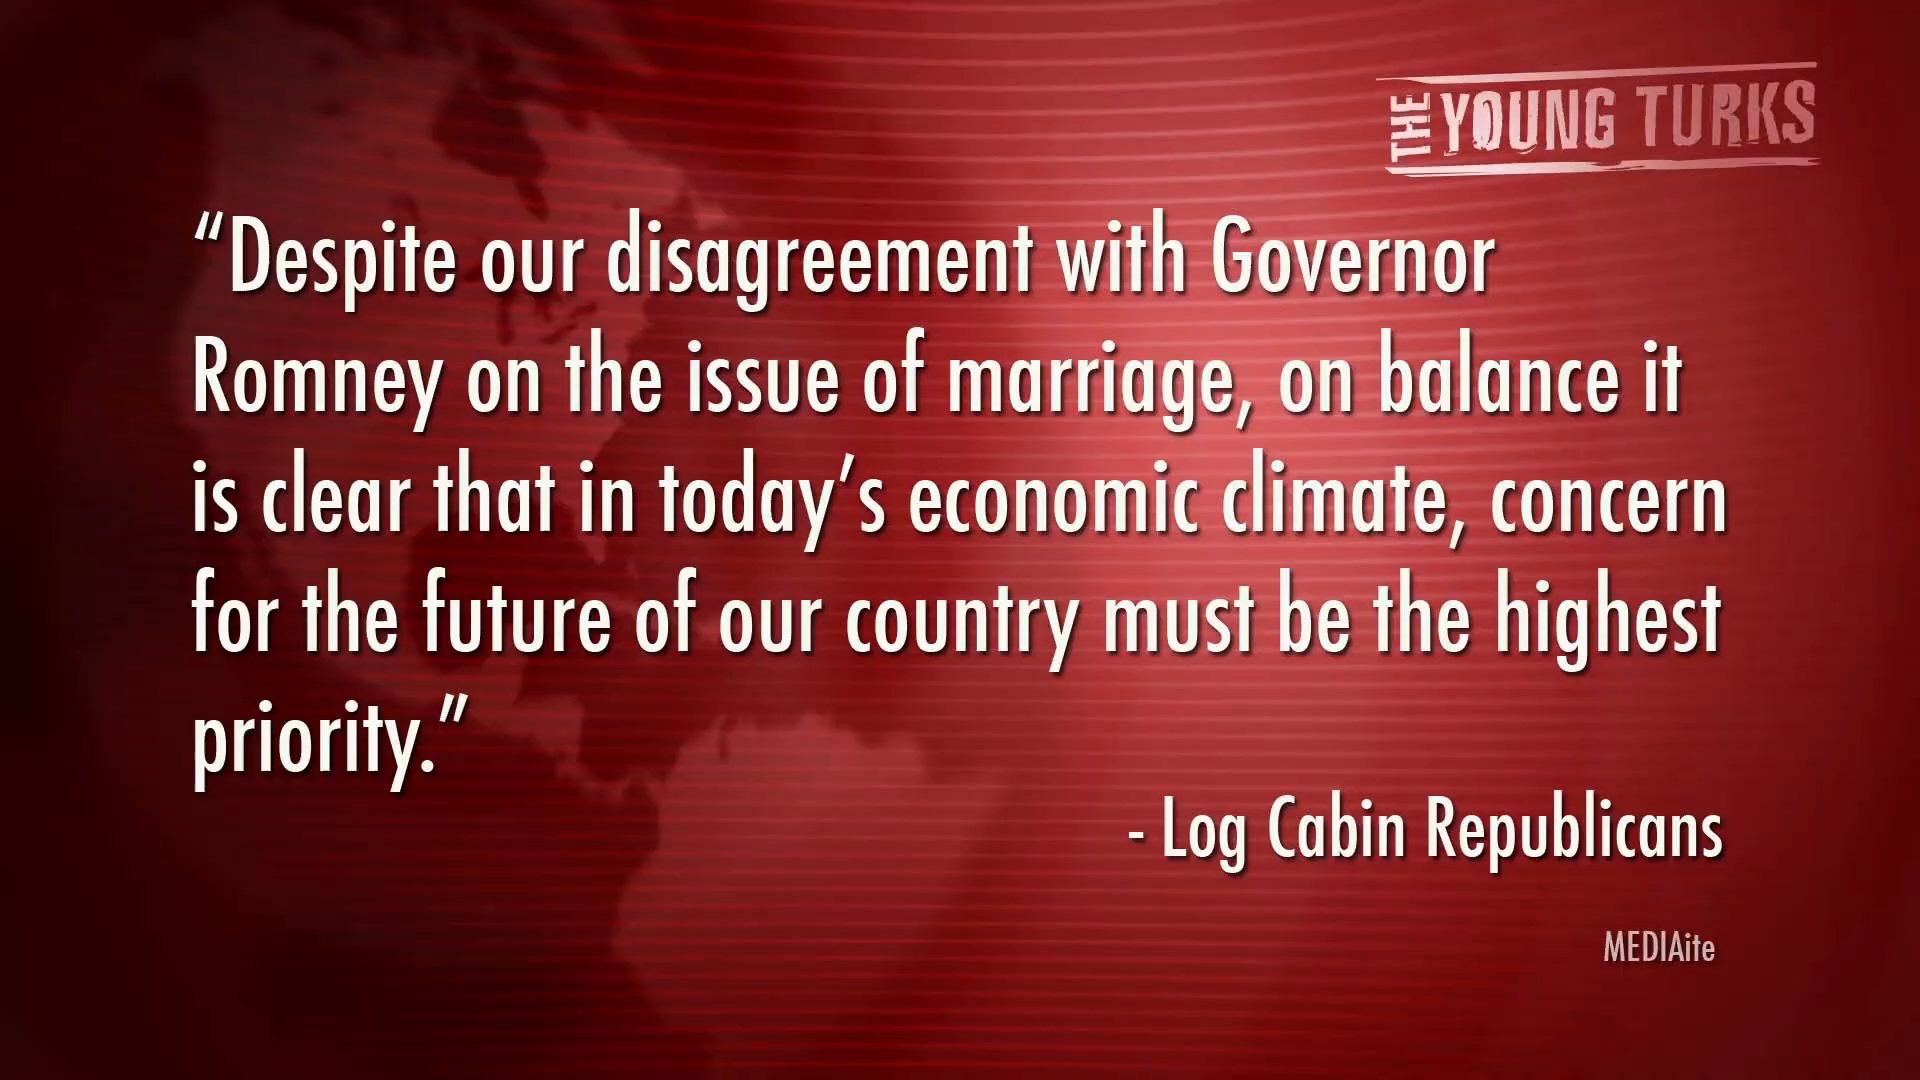 THE YOUNG TURKS
“Despite our disagreement with Governor
Romney on the issue of marriage, on balance it
is clear that in today’s economic climate, concern
for the future of our country must be the highest
priority.”
- Log Cabin Republicans
MEDIAite